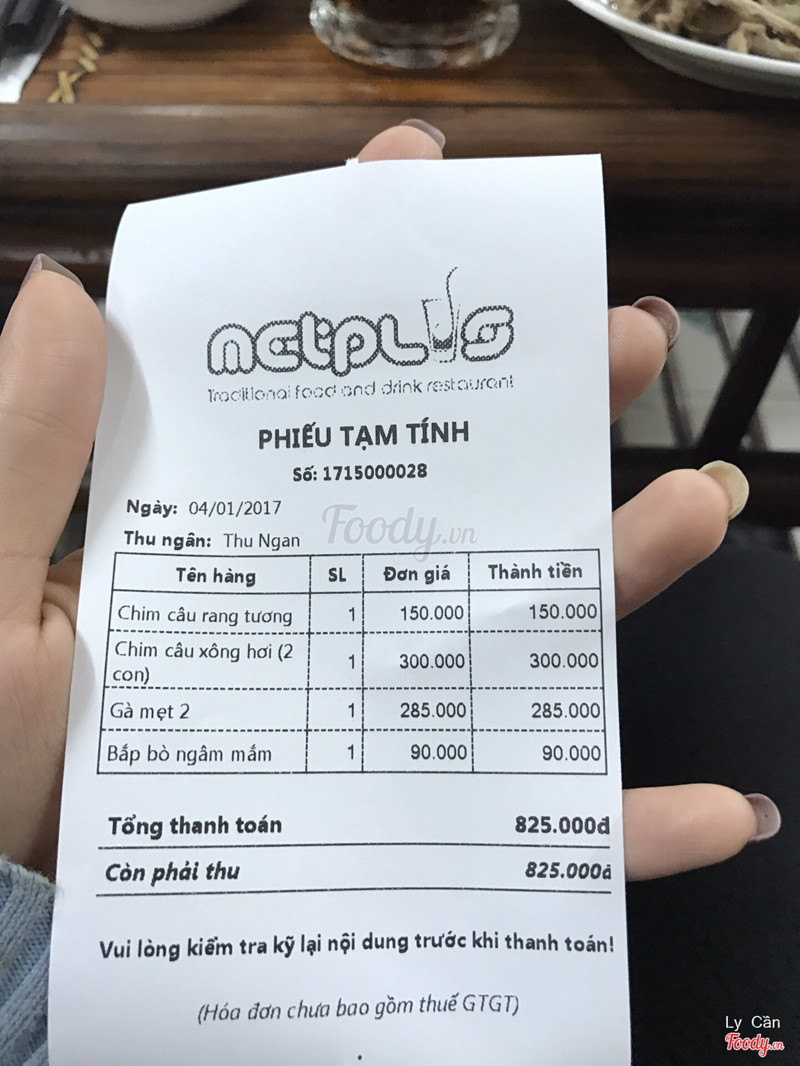 netplus
Traditional food and drink restaurant
PHIẾU TẠM TÍNH
Số: 1715000028
Ngày: 04/01/2017
Foody.vn
Thu ngân: Thu Ngan
Tên hàng SL Đơn giá Thành tiền
Chim câu rang tương 1 150.000 150.000
Chim câu xông hơi (2
con) 1 300.000 300.000
Gà mẹt 2 1 285.000 285.000
Bắp bò ngâm mắm 1 90.000 90.000
Tổng thanh toán 825.000đ
Còn phải thu 825.000đ
Vui lòng kiểm tra kỹ lại nội dung trước khi thanh toán!
(Hóa đơn chưa bao gồm thuế GTGT)
Ly Cần
Foody.vn